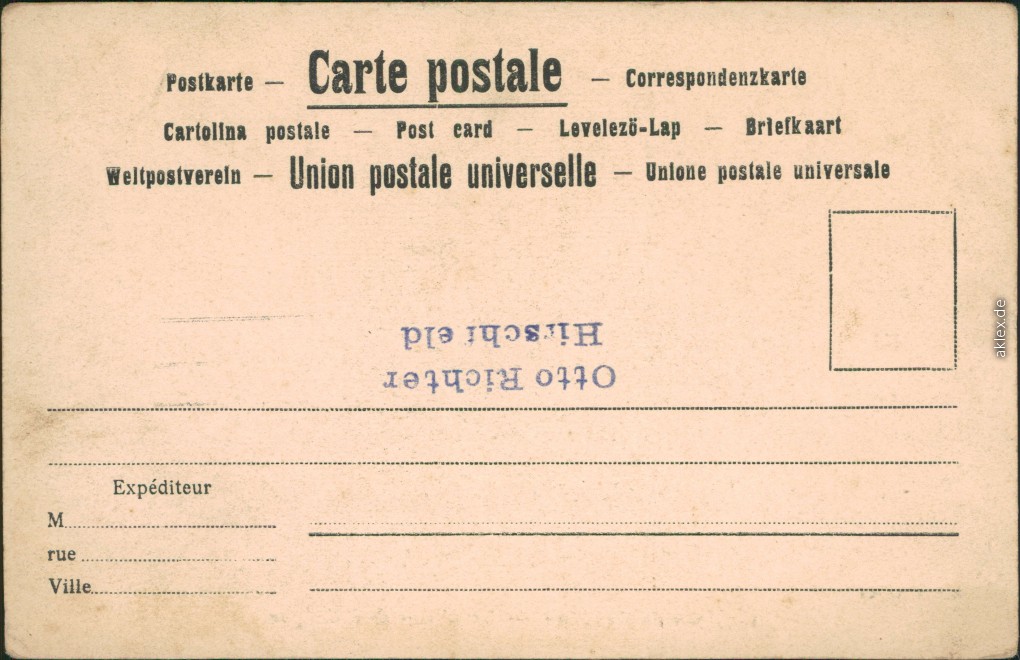 Postkarte — Carte postale — Correspondenzkarte
Cartolina postale — Post card — Levelezö-Lap — Briefkaart
Weltpostverein — Union postale universelle — Unione postale universale
Otto Richter
Hirschfeld
Expéditeur
M
rue
Ville
aklex.de